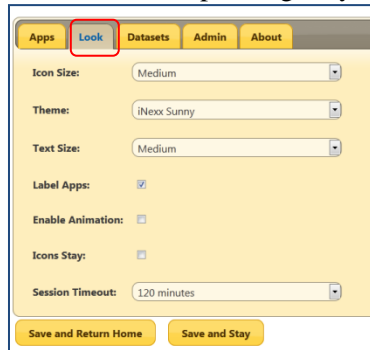 Apps Look Datasets Admin About
Icon Size: Medium
Theme: iNexx Sunny
Text Size: Medium
Label Apps:
Enable Animation:
Icons Stay:
Session Timeout: 120 minutes
Save and Return Home Save and Stay